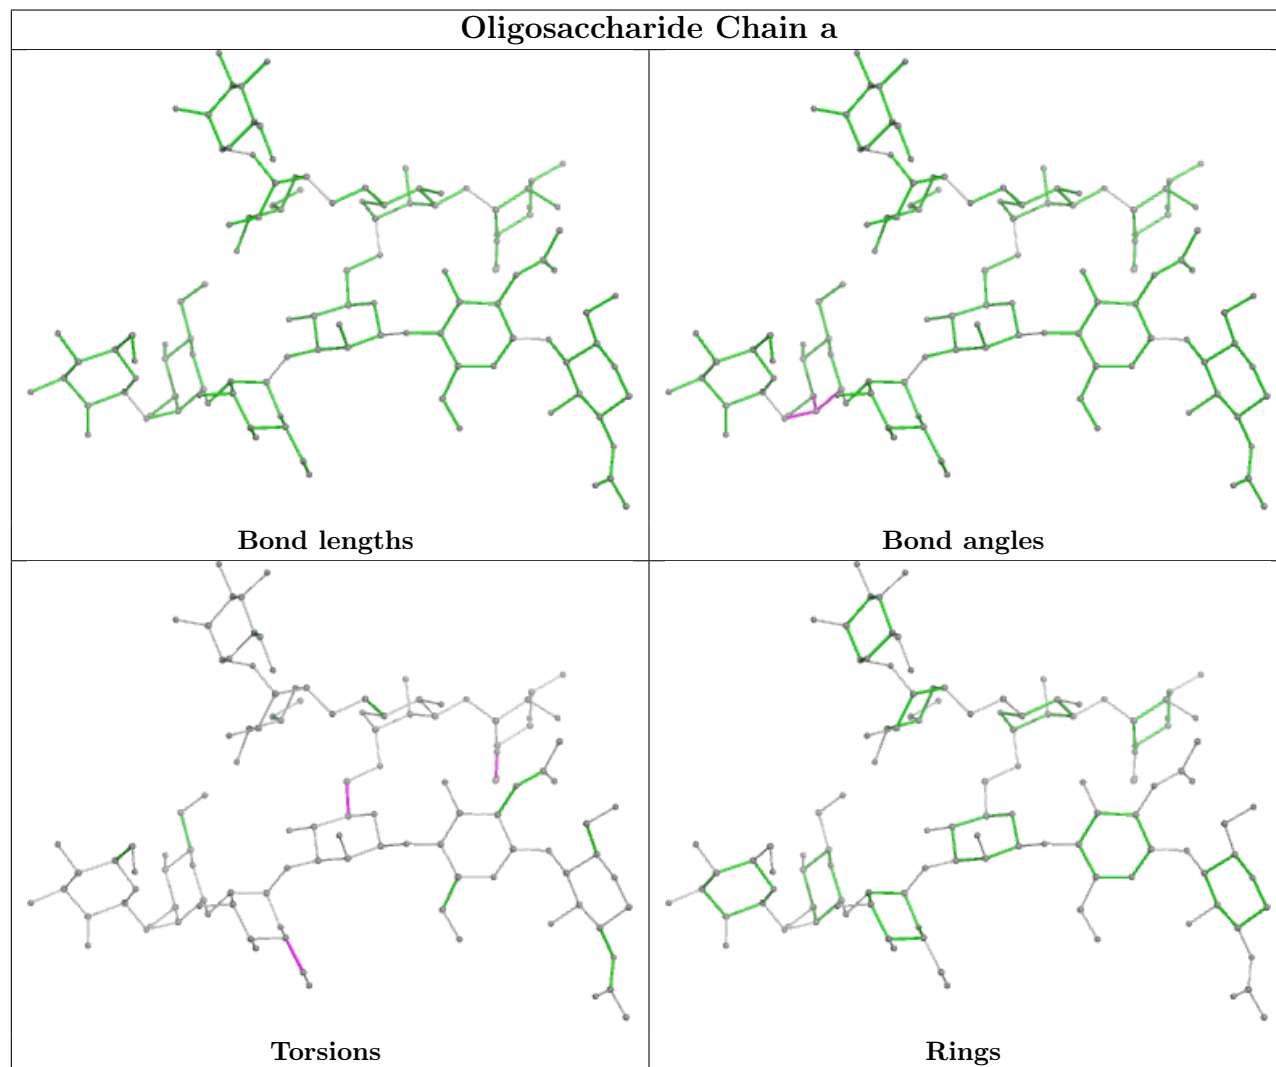 Oligosaccharide Chain a
Bond lengths
Bond angles
Torsions
Rings